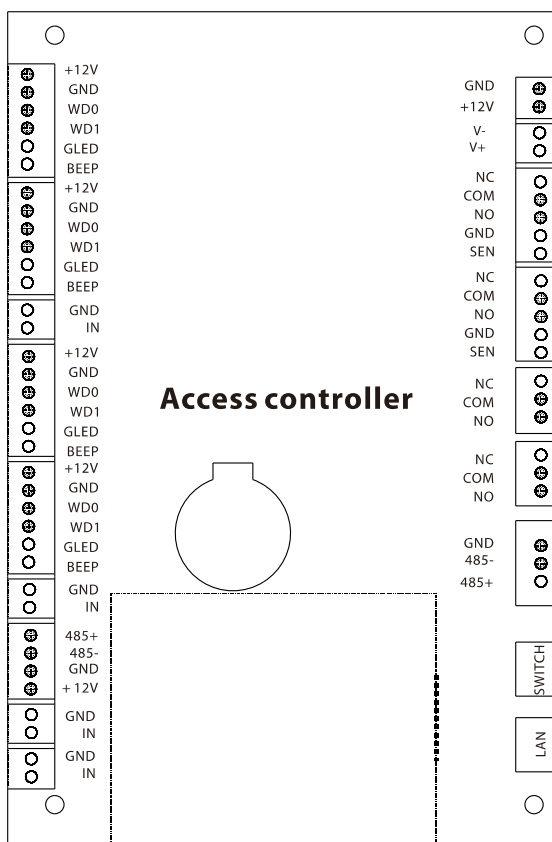 +12V
GND
WD0
WD1
GLED
BEEP
+12V
GND
WD0
WD1
GLED
BEEP
GND
IN
+12V
GND
WD0
WD1
GLED
BEEP
+12V
GND
WD0
WD1
GLED
BEEP
GND
IN
485+
485-
GND
+12V
GND
IN
GND
IN
Access controller
GND
+12V
V-
V+
NC
COM
NO
GND
SEN
NC
COM
NO
GND
SEN
NC
COM
NO
NC
COM
NO
GND
485-
485+
SWITCH
LAN